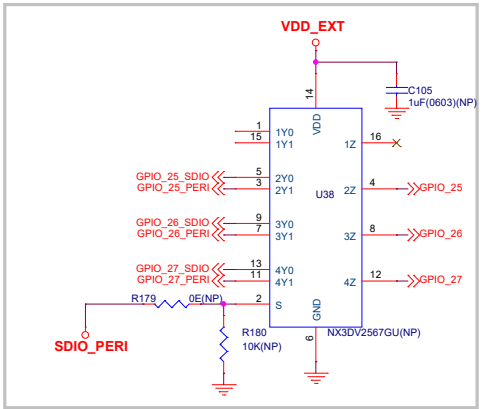 VDD_EXT
C105
1uF(0603)(NP)
14
VDD
1
1Y0
15
1Y1
1Z
16
GPIO_25_SDIO
5
2Y0
GPIO_25_PERI
3
2Y1
U38
2Z
4
GPIO_25
GPIO_26_SDIO
9
3Y0
GPIO_26_PERI
7
3Y1
3Z
8
GPIO_26
GPIO_27_SDIO
13
4Y0
GPIO_27_PERI
11
4Y1
4Z
12
GPIO_27
R179
0E(NP)
2
S
GND
6
NX3DV2567GU(NP)
R180
10K(NP)
SDIO_PERI